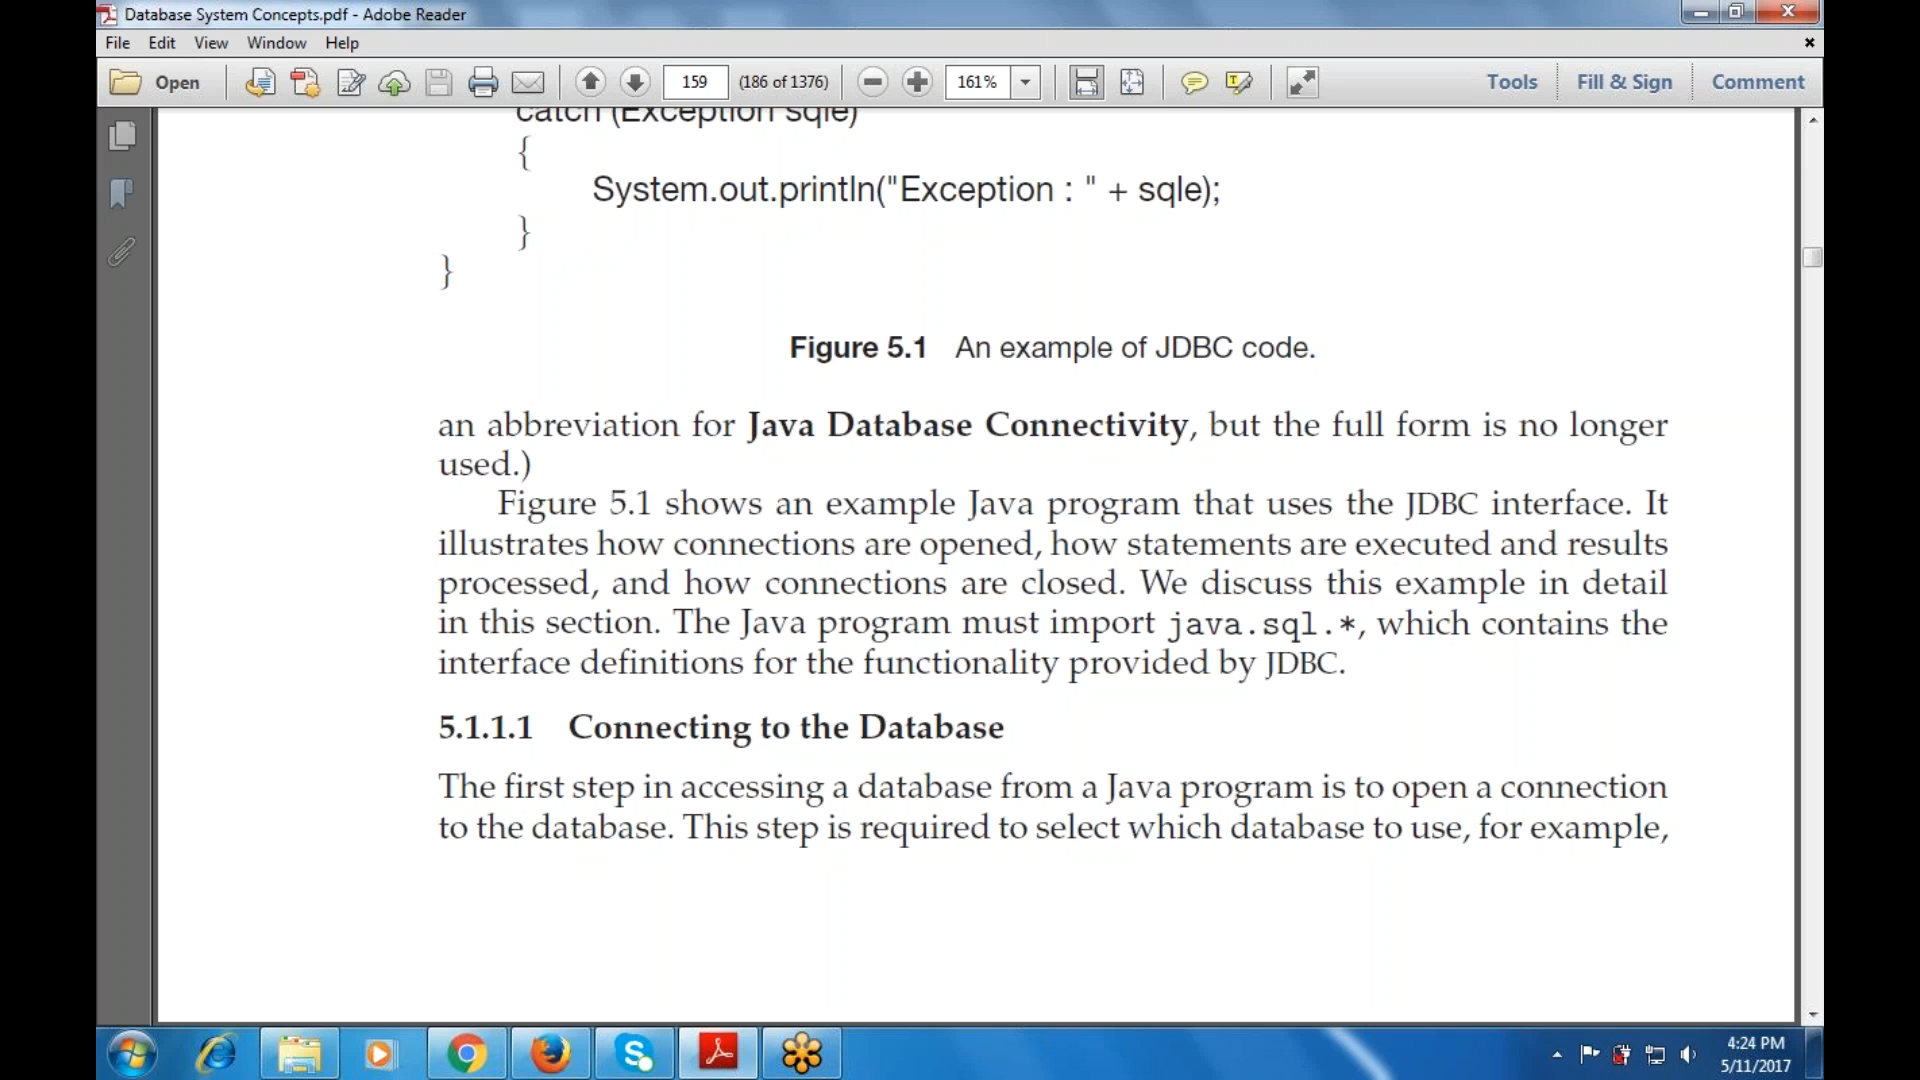 Database System Concepts.pdf - Adobe Reader
File Edit View Window Help
Open 159 (186 of 1376) 161% Tools Fill & Sign Comment
catch (Exception sqle)
{
System.out.println("Exception : " + sqle);
}
}
Figure 5.1 An example of JDBC code.
an abbreviation for Java Database Connectivity, but the full form is no longer
used.)
Figure 5.1 shows an example Java program that uses the JDBC interface. It
illustrates how connections are opened, how statements are executed and results
processed, and how connections are closed. We discuss this example in detail
in this section. The Java program must import java.sql.*, which contains the
interface definitions for the functionality provided by JDBC.
5.1.1.1 Connecting to the Database
The first step in accessing a database from a Java program is to open a connection
to the database. This step is required to select which database to use, for example,
4:24 PM
5/11/2017